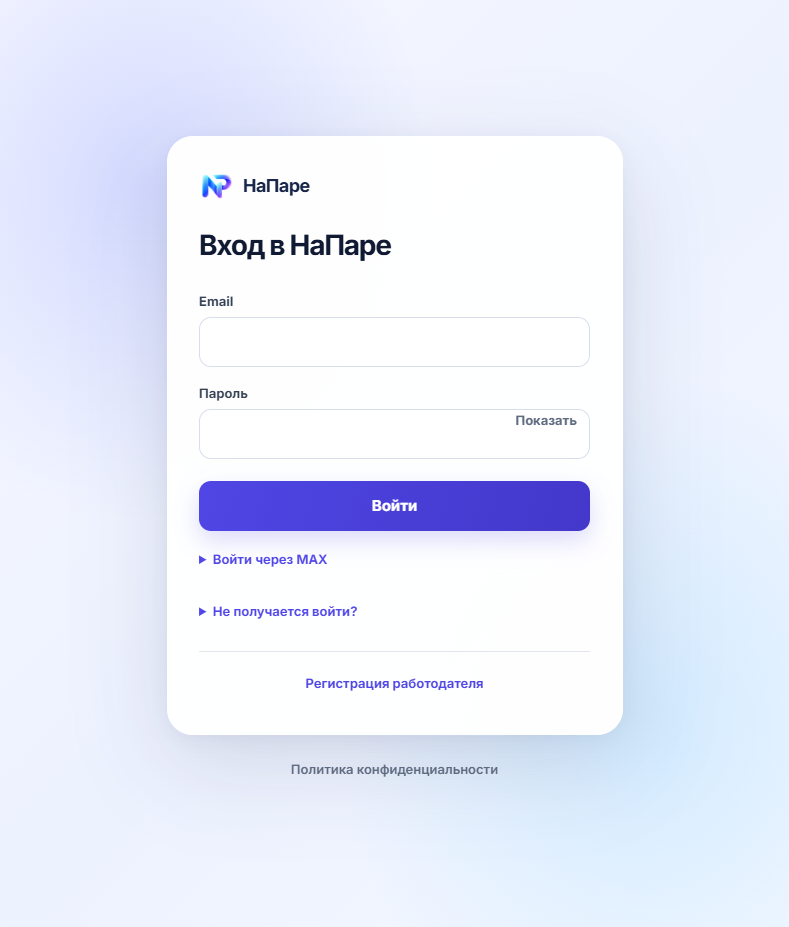 НаПаре
Вход в НаПаре
Email
Пароль
Показать
Войти
Войти через MAX
Не получается войти?
Регистрация работодателя
Политика конфиденциальности